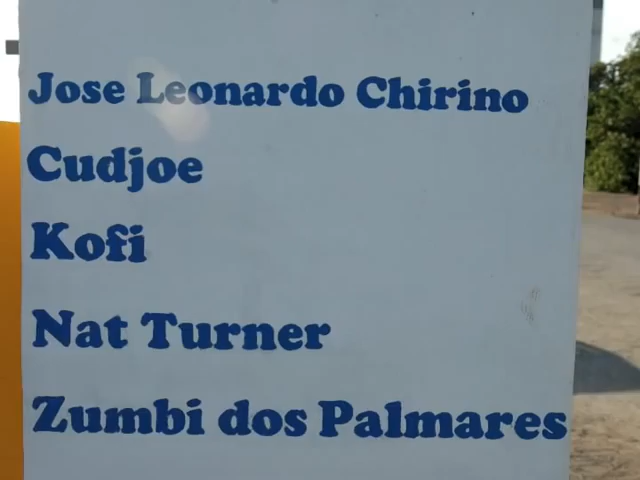 Jose Leonardo Chirino
Cudjoe
Kofi
Nat Turner
Zumbi dos Palmares